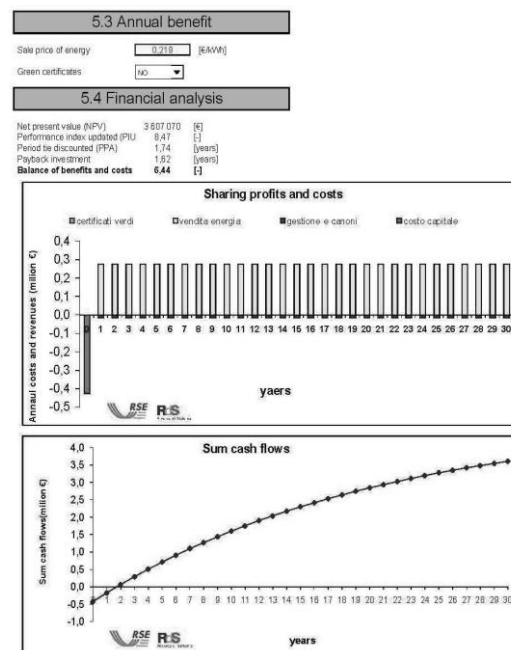 5.3 Annual benefit
Sale price of energy 0,219 [€/kWh]
Green certificates NO
5.4 Financial analysis
Net present value (NPV) 3 607 070 [€]
Performance index updated (PIU 8,47 [-]
Period tie discounted (PPA) 1,74 [years]
Payback investment 1,62 [years]
Balance of benefits and costs 6,44 [-]
Sharing profits and costs
certificati verdi vendita energia gestione e canoni costo capitale
Annaul costs and revenues (milion €)
0,4
0,3
0,2
0,1
0,0
0 1 2 3 4 5 6 7 8 9 10 11 12 13 14 15 16 17 18 19 20 21 22 23 24 25 26 27 28 29 30
-0,1
-0,2
-0,3
-0,4
-0,5
yaers
RSE RdS
Sum cash flows
Sum cash flows(milion €)
4,0
3,5
3,0
2,5
2,0
1,5
1,0
0,5
0,0
0 1 2 3 4 5 6 7 8 9 10 11 12 13 14 15 16 17 18 19 20 21 22 23 24 25 26 27 28 29 30
-0,5
-1,0
years
RSE RdS